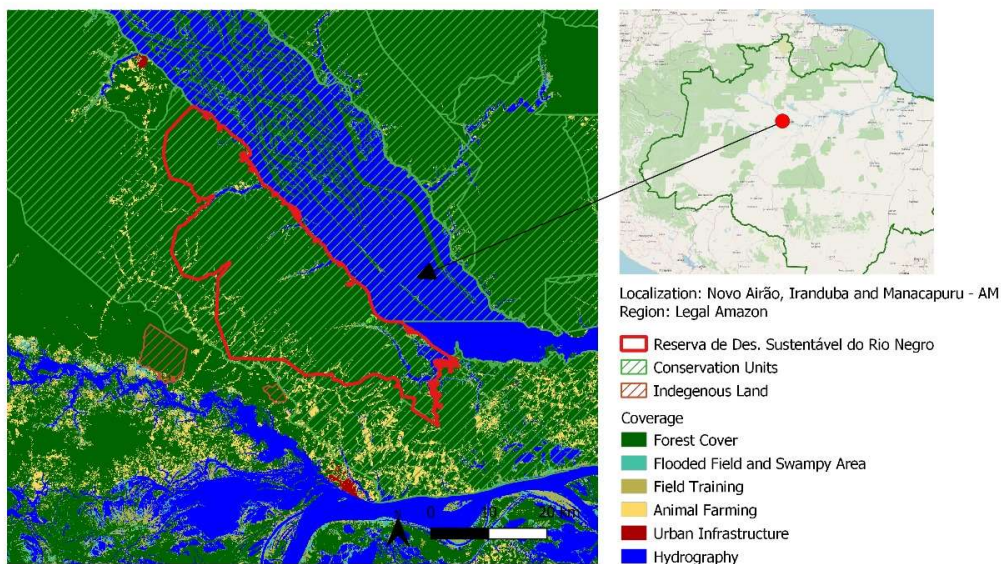 Localization: Novo Airão, Iranduba and Manacapuru - AM
Region: Legal Amazon
Reserva de Des. Sustentável do Rio Negro
Conservation Units
Indegenous Land
Coverage
Forest Cover
Flooded Field and Swampy Area
Field Training
Animal Farming
Urban Infrastructure
Hydrography
0 10 20 km